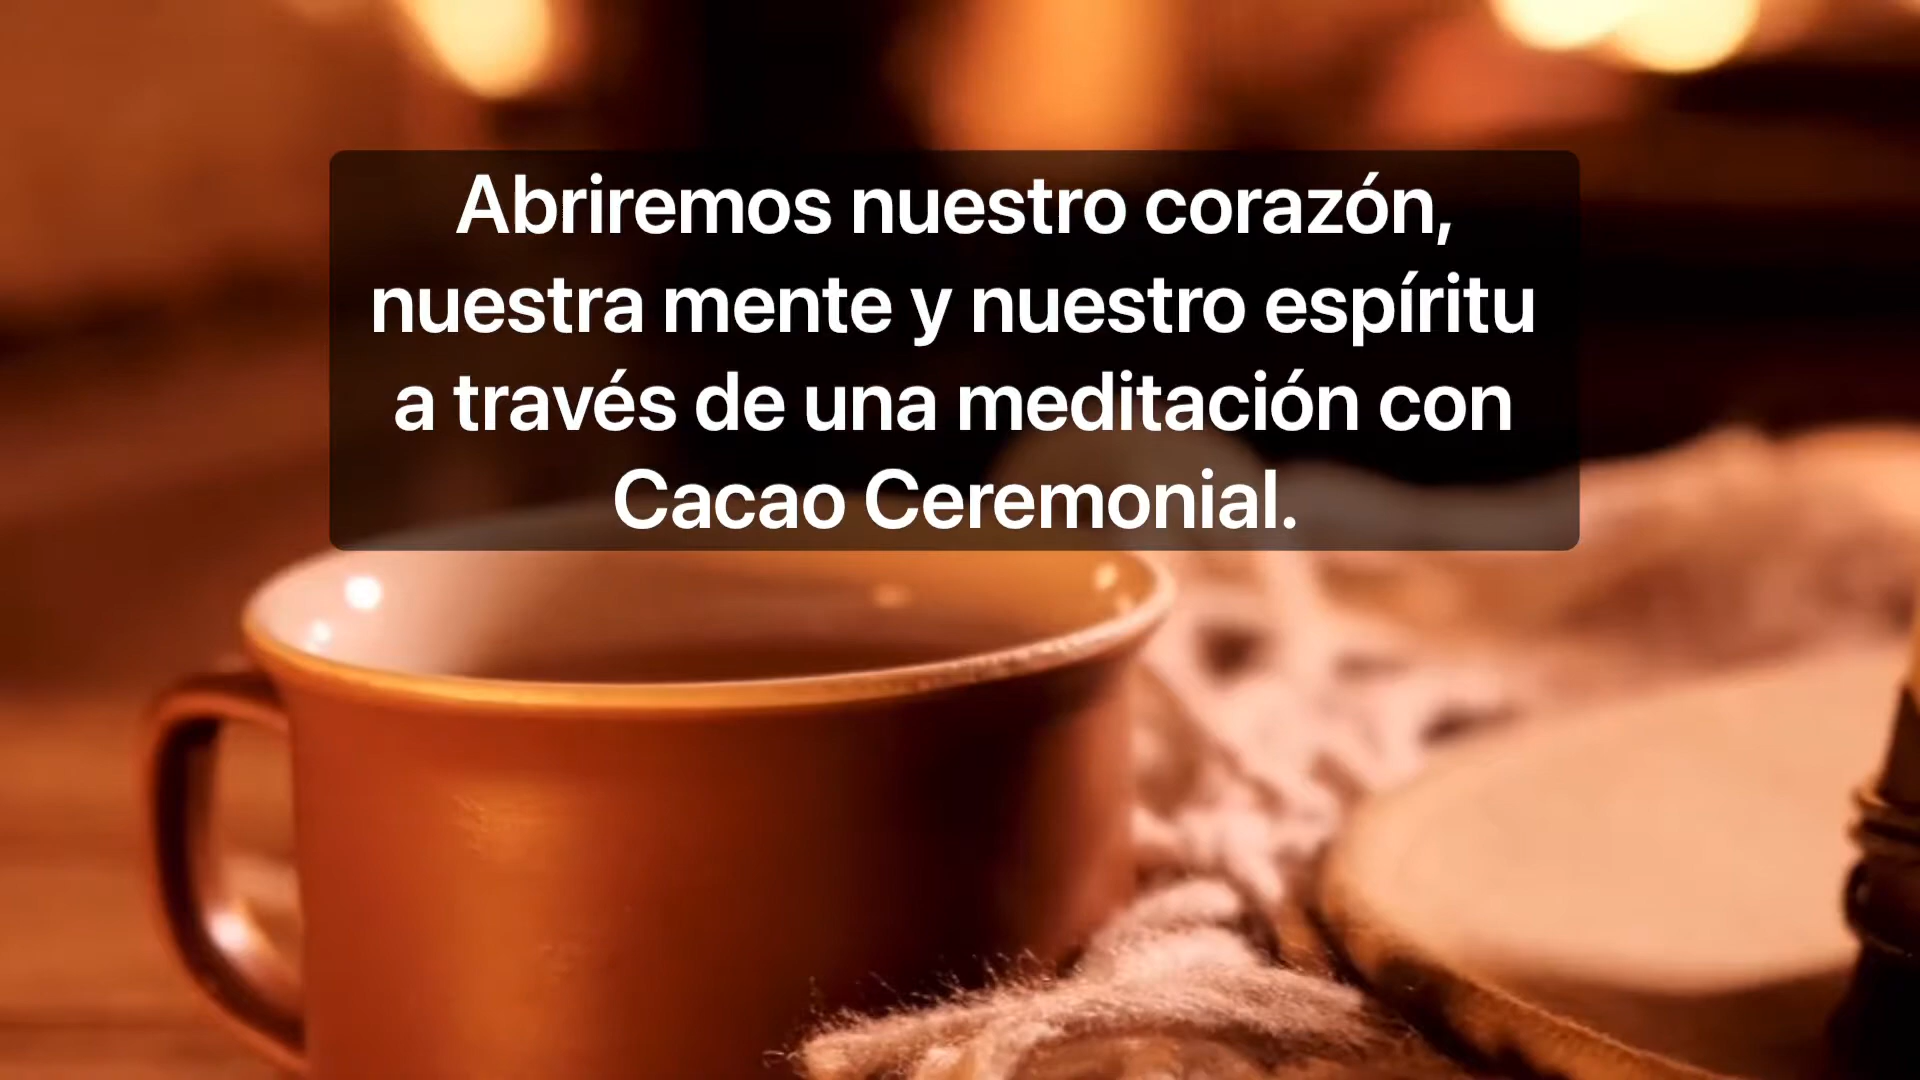 Abriremos nuestro corazón,
nuestra mente y nuestro espíritu
a través de una meditación con
Cacao Ceremonial.